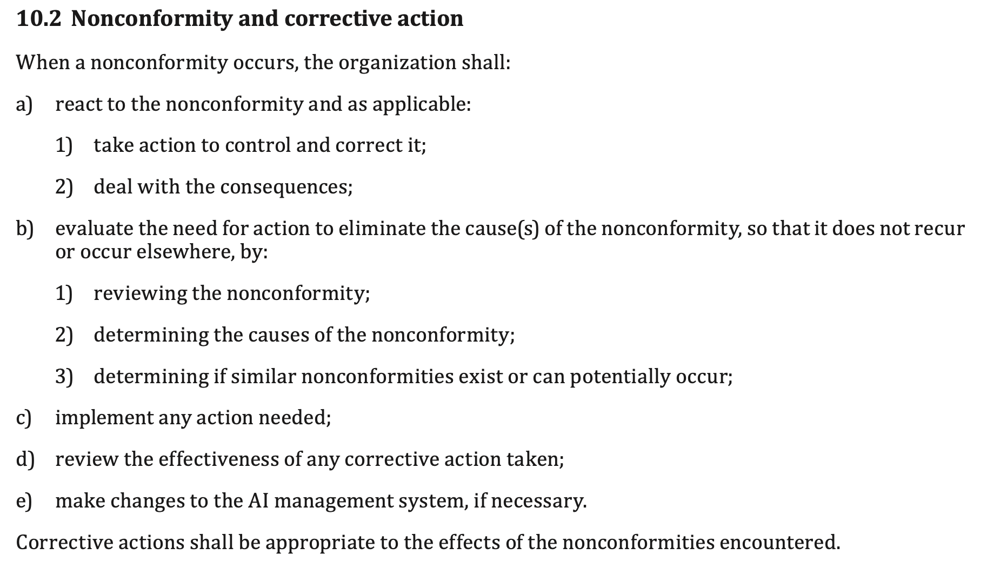 10.2 Nonconformity and corrective action
When a nonconformity occurs, the organization shall:
a) react to the nonconformity and as applicable:
1) take action to control and correct it;
2) deal with the consequences;
b) evaluate the need for action to eliminate the cause(s) of the nonconformity, so that it does not recur
or occur elsewhere, by:
1) reviewing the nonconformity;
2) determining the causes of the nonconformity;
3) determining if similar nonconformities exist or can potentially occur;
c) implement any action needed;
d) review the effectiveness of any corrective action taken;
e) make changes to the AI management system, if necessary.
Corrective actions shall be appropriate to the effects of the nonconformities encountered.